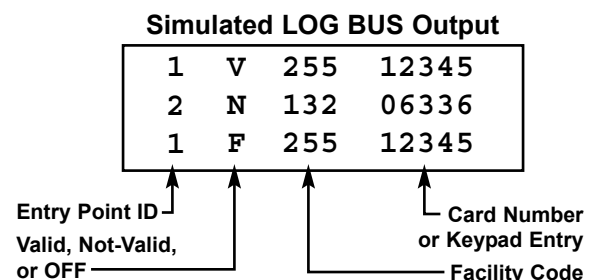 Simulated LOG BUS Output
1 V 255 12345
2 N 132 06336
1 F 255 12345
Entry Point ID
Valid, Not-Valid,
or OFF
Card Number
or Keypad Entry
Facility Code